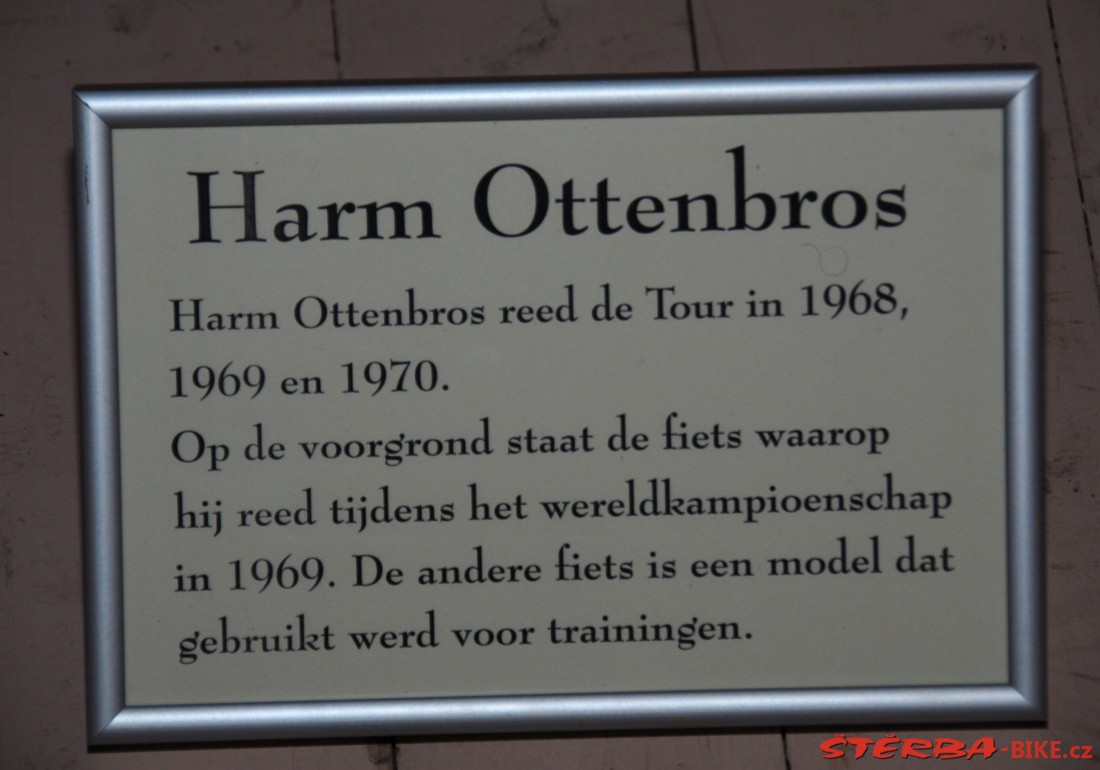 Harm Ottenbros
Harm Ottenbros reed de Tour in 1968,
1969 en 1970.
Op de voorgrond staat de fiets waarop
hij reed tijdens het wereldkampioenschap
in 1969. De andere fiets is een model dat
gebruikt werd voor trainingen.
ŠTĚRBA-BIKE.cz